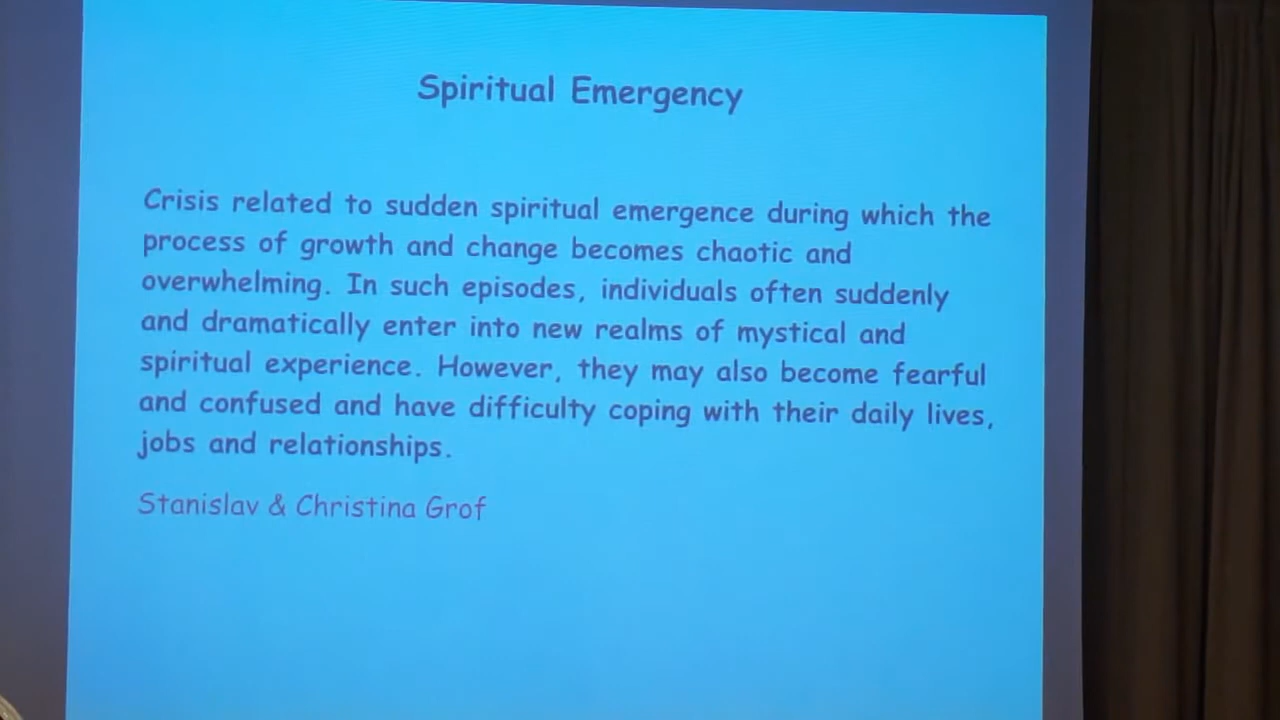 Spiritual Emergency
Crisis related to sudden spiritual emergence during which the
process of growth and change becomes chaotic and
overwhelming. In such episodes, individuals often suddenly
and dramatically enter into new realms of mystical and
spiritual experience. However, they may also become fearful
and confused and have difficulty coping with their daily lives,
jobs and relationships.
Stanislav & Christina Grof